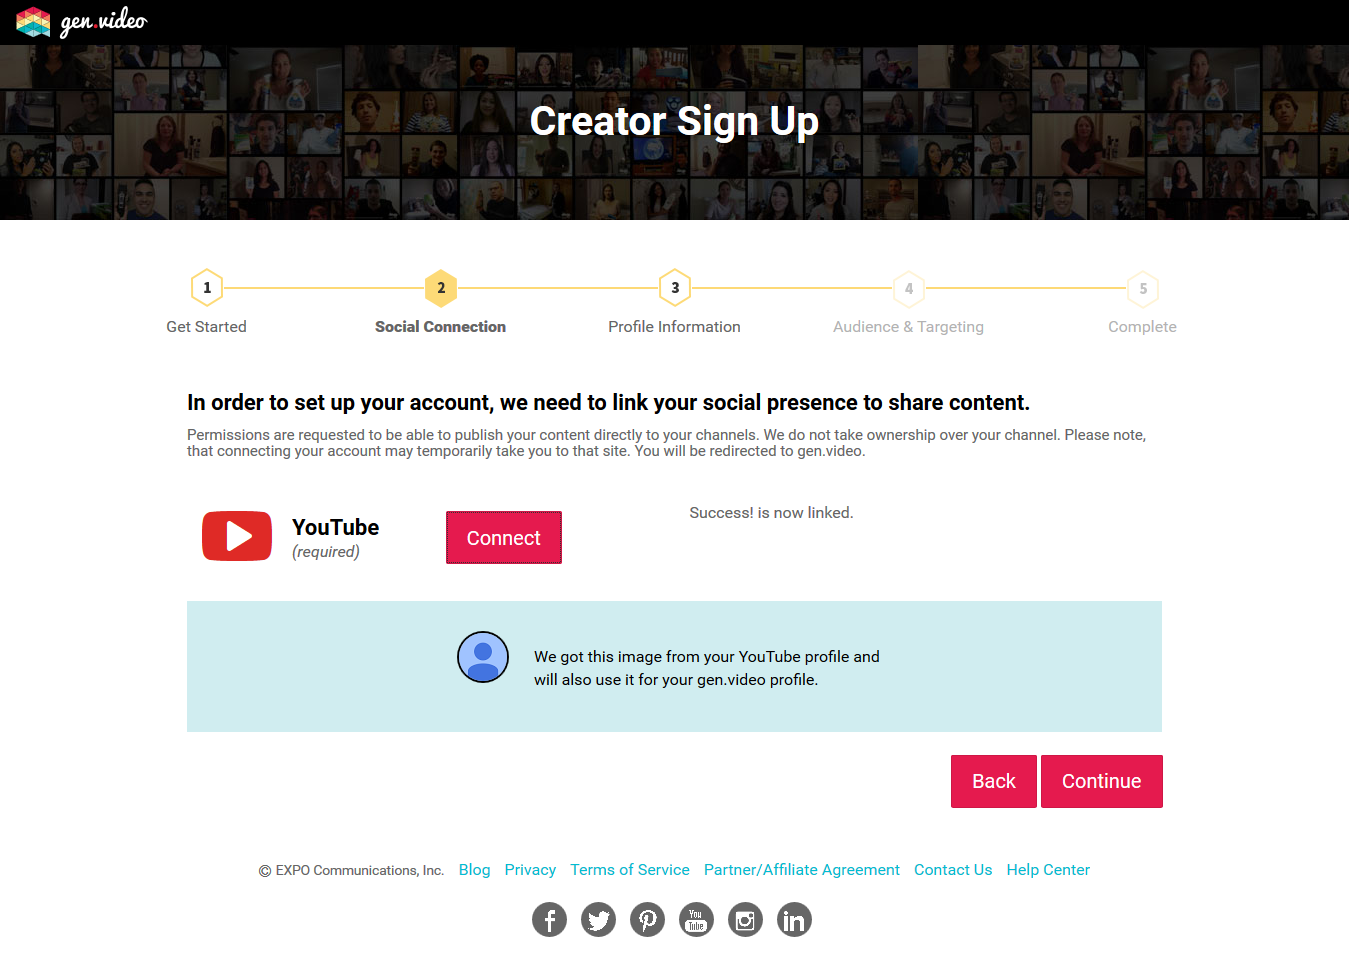 gen.video
Creator Sign Up
1 2 3 4 5
Get Started Social Connection Profile Information Audience & Targeting Complete
In order to set up your account, we need to link your social presence to share content.
Permissions are requested to be able to publish your content directly to your channels. We do not take ownership over your channel. Please note,
that connecting your account may temporarily take you to that site. You will be redirected to gen.video.
YouTube
(required)
Connect
Success! is now linked.
We got this image from your YouTube profile and
will also use it for your gen.video profile.
Back Continue
© EXPO Communications, Inc. Blog Privacy Terms of Service Partner/Affiliate Agreement Contact Us Help Center
You
Tube